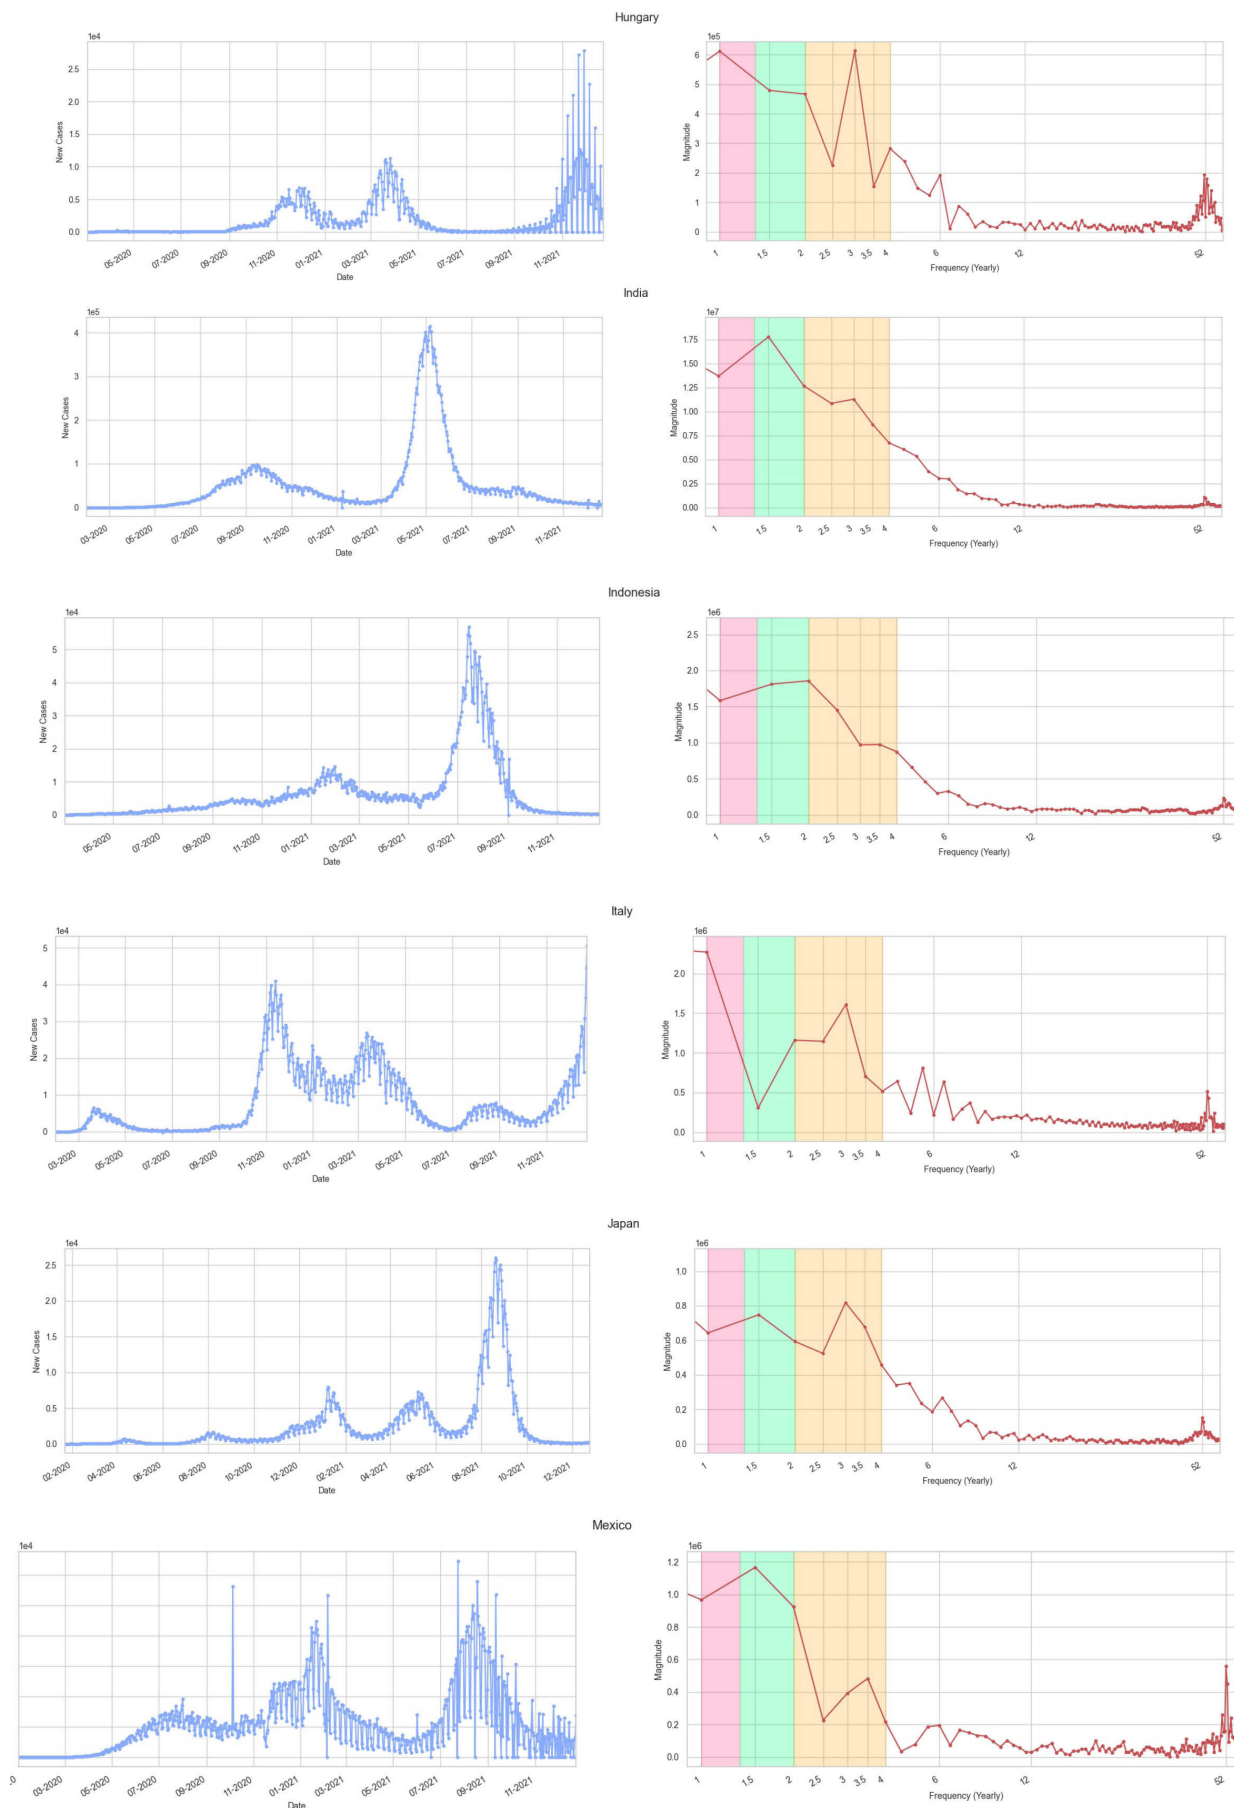 Hungary
1e4
2.5
2.0
1.5
1.0
0.5
0.0
New Cases
05-2020 07-2020 09-2020 11-2020 01-2021 03-2021 05-2021 07-2021 09-2021 11-2021
Date
1e5
6
5
4
3
2
1
0
Magnitude
1 1.5 2 2.5 3 3.5 4 6 12 52
Frequency (Yearly)
India
1e5
4
3
2
1
0
New Cases
03-2020 05-2020 07-2020 09-2020 11-2020 01-2021 03-2021 05-2021 07-2021 09-2021 11-2021
Date
1e7
1.75
1.50
1.25
1.00
0.75
0.50
0.25
0.00
Magnitude
1 1.5 2 2.5 3 3.5 4 6 12 52
Frequency (Yearly)
Indonesia
1e4
5
4
3
2
1
0
New Cases
05-2020 07-2020 09-2020 11-2020 01-2021 03-2021 05-2021 07-2021 09-2021 11-2021
Date
1e6
2.5
2.0
1.5
1.0
0.5
0.0
Magnitude
1 1.5 2 2.5 3 3.5 4 6 12 52
Frequency (Yearly)
Italy
1e4
5
4
3
2
1
0
New Cases
03-2020 05-2020 07-2020 09-2020 11-2020 01-2021 03-2021 05-2021 07-2021 09-2021 11-2021
Date
1e6
2.0
1.5
1.0
0.5
0.0
Magnitude
1 1.5 2 2.5 3 3.5 4 6 12 52
Frequency (Yearly)
Japan
1e4
2.5
2.0
1.5
1.0
0.5
0.0
New Cases
02-2020 04-2020 06-2020 08-2020 10-2020 12-2020 02-2021 04-2021 06-2021 08-2021 10-2021 12-2021
Date
1e6
1.0
0.8
0.6
0.4
0.2
0.0
Magnitude
1 1.5 2 2.5 3 3.5 4 6 12 52
Frequency (Yearly)
Mexico
1e4
.0 03-2020 05-2020 07-2020 09-2020 11-2020 01-2021 03-2021 05-2021 07-2021 09-2021 11-2021
Date
1e6
1.2
1.0
0.8
0.6
0.4
0.2
0.0
Magnitude
1 1.5 2 2.5 3 3.5 4 6 12 52
Frequency (Yearly)